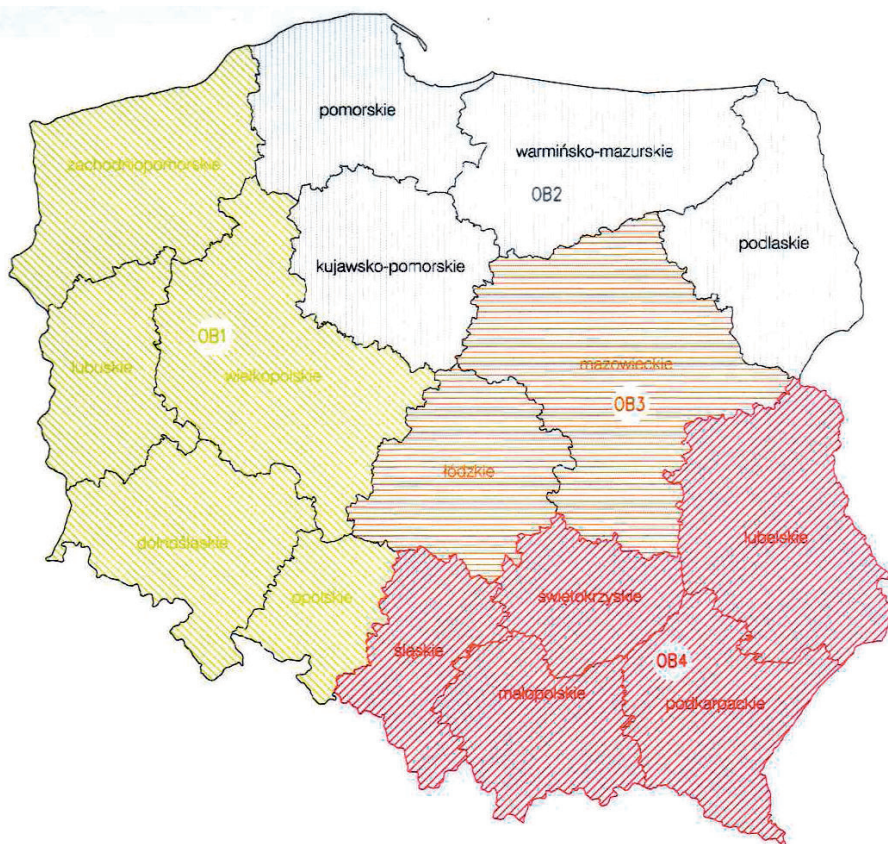 pomorskie
zachodniopomorskie
warmińsko-mazurskie
OB2
podlaskie
kujawsko-pomorskie
OB1
lubuskie
wielkopolskie
mazowieckie
OB3
łódzkie
dolnośląskie
lubelskie
opolskie
świętokrzyskie
śląskie
OB4
małopolskie
podkarpackie